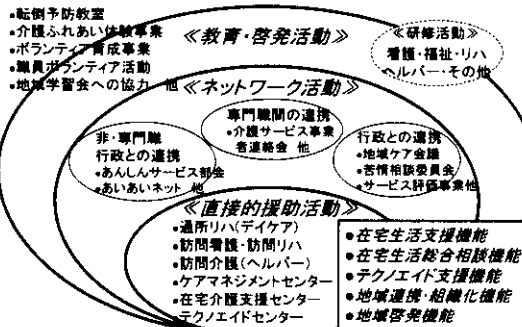 •転倒予防教室
•介護ふれあい体験事業
•ボランティア育成事業
•職員ボランティア活動
•地域学習会への協力 他
≪教育・啓発活動≫
≪研修活動≫
看護・福祉・リハ
ヘルパー・その他
≪ネットワーク活動≫
専門職間の連携
•介護サービス事業
者連絡会 他
非・専門職
行政との連携
•あんしんサービス部会
•あいあいネット 他
行政との連携
•地域ケア会議
•苦情相談委員会
•サービス評価事業他
≪直接的援助活動≫
•通所リハ(デイケア)
•訪問看護・訪問リハ
•訪問介護(ヘルパー)
•ケアマネジメントセンター
•在宅介護支援センター
•テクノエイドセンター
•在宅生活支援機能
•在宅生活総合相談機能
•テクノエイド支援機能
•地域連携・組織化機能
•地域啓発機能